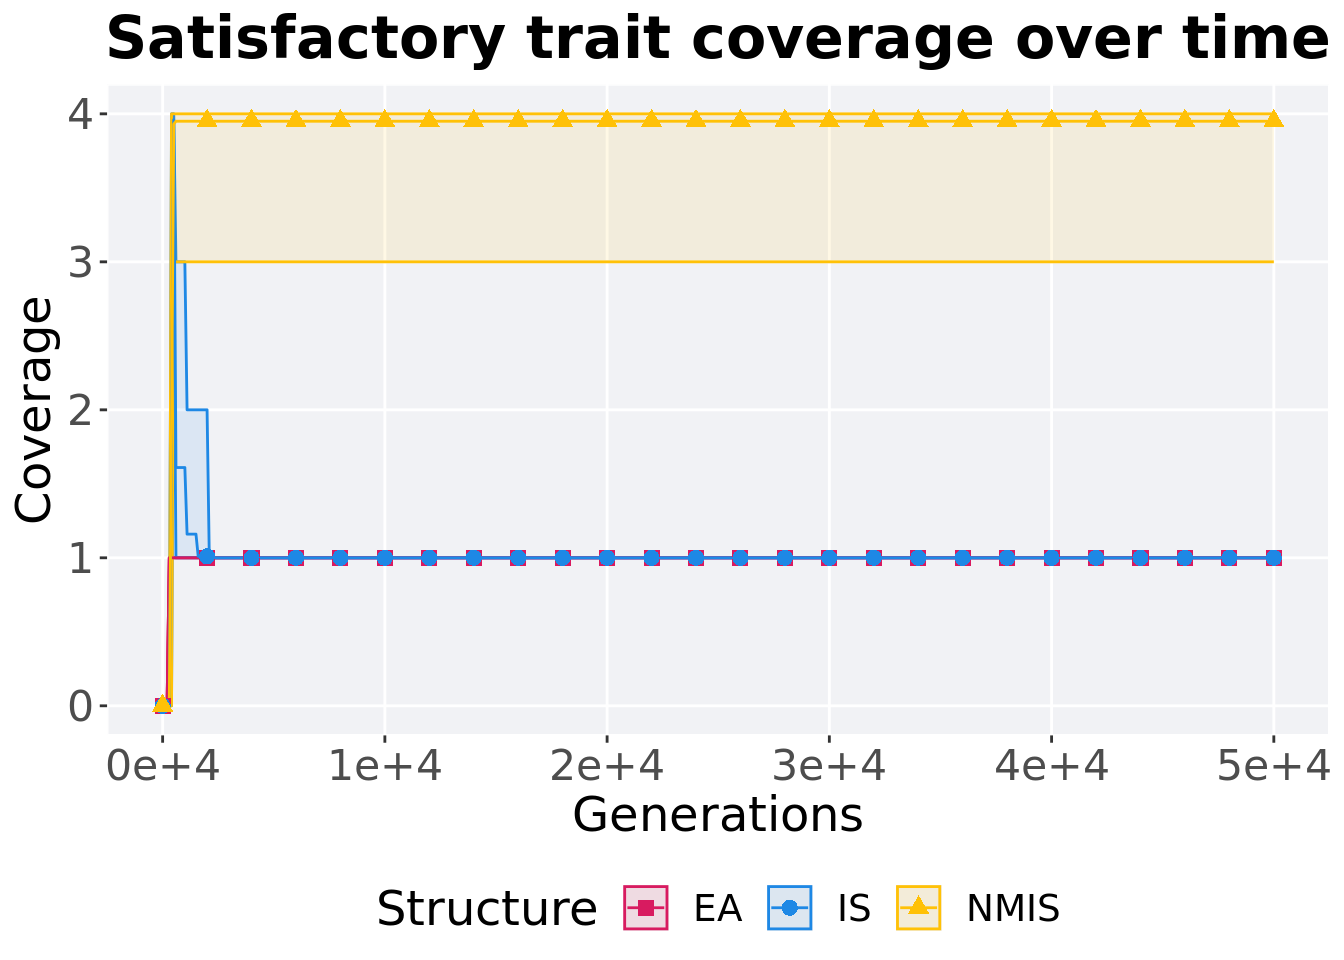 Satisfactory trait coverage over time
Coverage
4
3
2
1
0
0e+4 1e+4 2e+4 3e+4 4e+4 5e+4
Generations
Structure EA IS NMIS